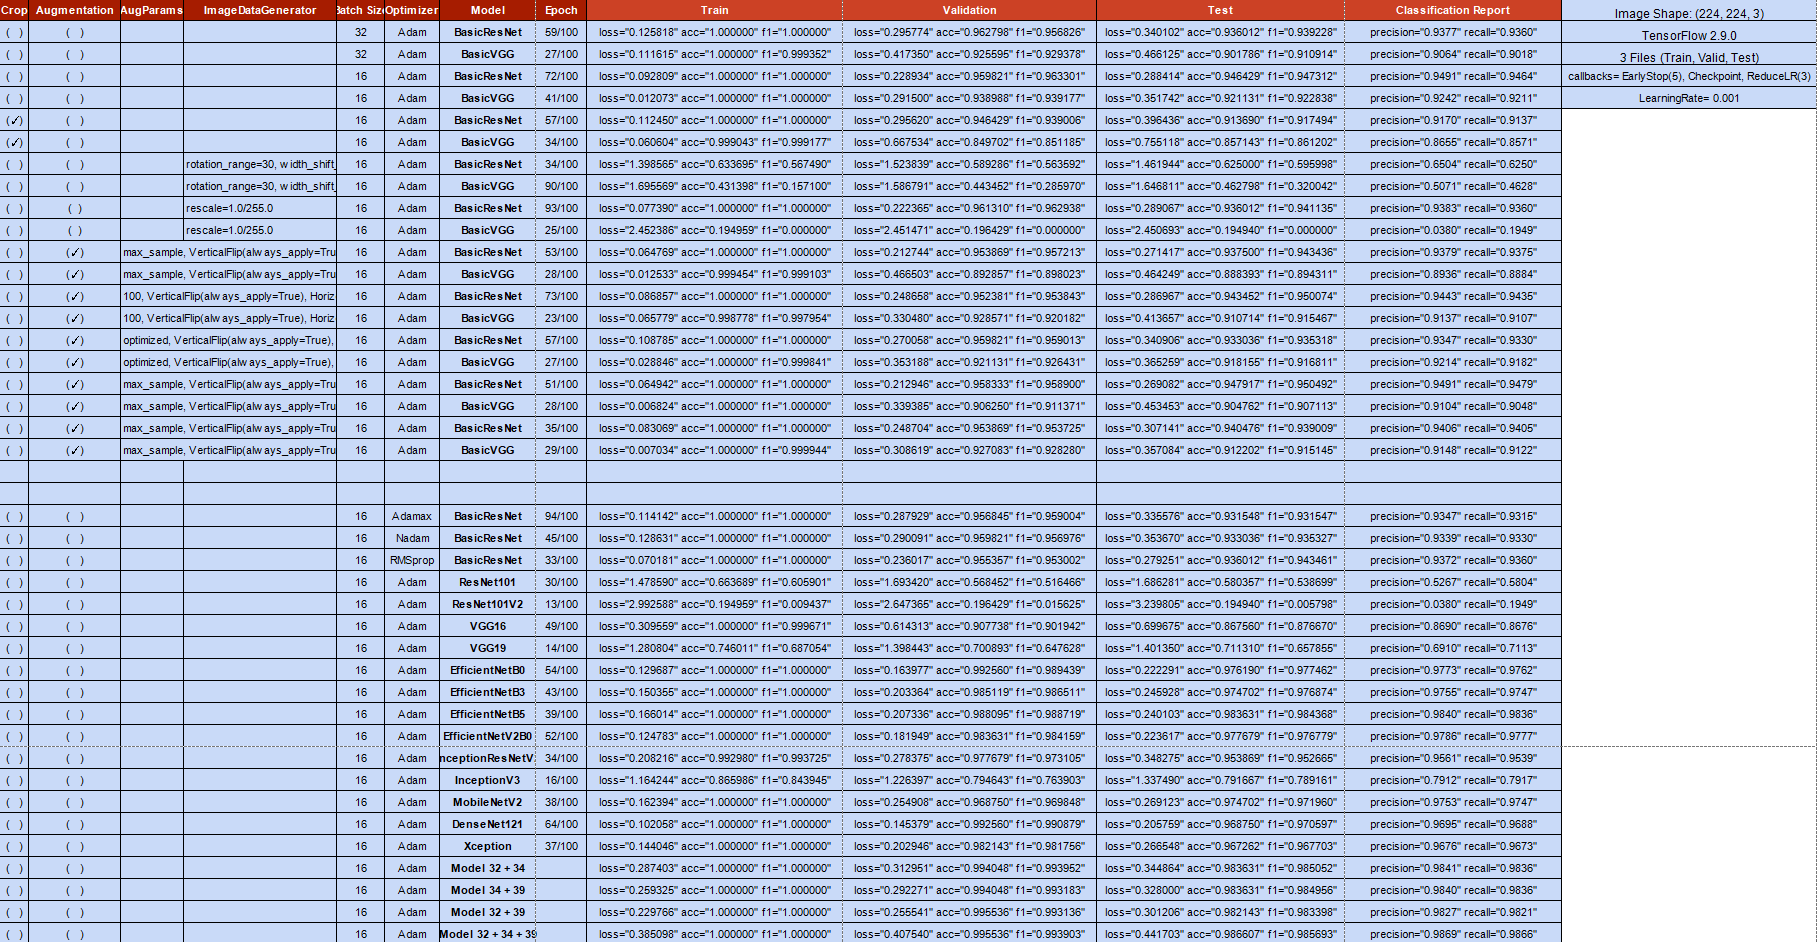 Crop Augmentation AugParams ImageDataGenerator Batch Size Optimizer Model Epoch Train Validation Test Classification Report Image Shape: (224, 224, 3)
( ) ( ) 32 Adam BasicResNet 59/100 loss="0.125818" acc="1.000000" f1="1.000000" loss="0.295774" acc="0.962798" f1="0.956826" loss="0.340102" acc="0.936012" f1="0.939228" precision="0.9377" recall="0.9360" TensorFlow 2.9.0
( ) ( ) 32 Adam BasicVGG 27/100 loss="0.111615" acc="1.000000" f1="0.999352" loss="0.417350" acc="0.925595" f1="0.929378" loss="0.466125" acc="0.901786" f1="0.910914" precision="0.9064" recall="0.9018" 3 Files (Train, Valid, Test)
( ) ( ) 16 Adam BasicResNet 72/100 loss="0.092809" acc="1.000000" f1="1.000000" loss="0.228934" acc="0.959821" f1="0.963301" loss="0.288414" acc="0.946429" f1="0.947312" precision="0.9491" recall="0.9464" callbacks= EarlyStop(5), Checkpoint, ReduceLR(3)
( ) ( ) 16 Adam BasicVGG 41/100 loss="0.012073" acc="1.000000" f1="1.000000" loss="0.291500" acc="0.938988" f1="0.939177" loss="0.351742" acc="0.921131" f1="0.922838" precision="0.9242" recall="0.9211" LearningRate= 0.001
(✓) ( ) 16 Adam BasicResNet 57/100 loss="0.112450" acc="1.000000" f1="1.000000" loss="0.295620" acc="0.946429" f1="0.939006" loss="0.396436" acc="0.913690" f1="0.917494" precision="0.9170" recall="0.9137"
(✓) ( ) 16 Adam BasicVGG 34/100 loss="0.060604" acc="0.999043" f1="0.999177" loss="0.667534" acc="0.849702" f1="0.851185" loss="0.755118" acc="0.857143" f1="0.861202" precision="0.8655" recall="0.8571"
( ) ( ) rotation_range=30, width_shift_ 16 Adam BasicResNet 34/100 loss="1.398565" acc="0.633695" f1="0.567490" loss="1.523839" acc="0.589286" f1="0.563592" loss="1.461944" acc="0.625000" f1="0.595998" precision="0.6504" recall="0.6250"
( ) ( ) rotation_range=30, width_shift_ 16 Adam BasicVGG 90/100 loss="1.695569" acc="0.431398" f1="0.157100" loss="1.586791" acc="0.443452" f1="0.285970" loss="1.646811" acc="0.462798" f1="0.320042" precision="0.5071" recall="0.4628"
( ) ( ) rescale=1.0/255.0 16 Adam BasicResNet 93/100 loss="0.077390" acc="1.000000" f1="1.000000" loss="0.222365" acc="0.961310" f1="0.962938" loss="0.289067" acc="0.936012" f1="0.941135" precision="0.9383" recall="0.9360"
( ) ( ) rescale=1.0/255.0 16 Adam BasicVGG 25/100 loss="2.452386" acc="0.194959" f1="0.000000" loss="2.451471" acc="0.196429" f1="0.000000" loss="2.450693" acc="0.194940" f1="0.000000" precision="0.0380" recall="0.1949"
( ) (✓) max_sample, VerticalFlip(always_apply=Tru 16 Adam BasicResNet 53/100 loss="0.064769" acc="1.000000" f1="1.000000" loss="0.212744" acc="0.953869" f1="0.957213" loss="0.271417" acc="0.937500" f1="0.943436" precision="0.9379" recall="0.9375"
( ) (✓) max_sample, VerticalFlip(always_apply=Tru 16 Adam BasicVGG 28/100 loss="0.012533" acc="0.999454" f1="0.999103" loss="0.466503" acc="0.892857" f1="0.898023" loss="0.464249" acc="0.888393" f1="0.894311" precision="0.8936" recall="0.8884"
( ) (✓) 100, VerticalFlip(always_apply=True), Horiz 16 Adam BasicResNet 73/100 loss="0.086857" acc="1.000000" f1="1.000000" loss="0.248658" acc="0.952381" f1="0.953843" loss="0.286967" acc="0.943452" f1="0.950074" precision="0.9443" recall="0.9435"
( ) (✓) 100, VerticalFlip(always_apply=True), Horiz 16 Adam BasicVGG 23/100 loss="0.065779" acc="0.998778" f1="0.997954" loss="0.330480" acc="0.928571" f1="0.920182" loss="0.413657" acc="0.910714" f1="0.915467" precision="0.9137" recall="0.9107"
( ) (✓) optimized, VerticalFlip(always_apply=True), 16 Adam BasicResNet 57/100 loss="0.108785" acc="1.000000" f1="1.000000" loss="0.270058" acc="0.959821" f1="0.959013" loss="0.340906" acc="0.933036" f1="0.935318" precision="0.9347" recall="0.9330"
( ) (✓) optimized, VerticalFlip(always_apply=True), 16 Adam BasicVGG 27/100 loss="0.028846" acc="1.000000" f1="0.999841" loss="0.353188" acc="0.921131" f1="0.926431" loss="0.365259" acc="0.918155" f1="0.916811" precision="0.9214" recall="0.9182"
( ) (✓) max_sample, VerticalFlip(always_apply=Tru 16 Adam BasicResNet 51/100 loss="0.064942" acc="1.000000" f1="1.000000" loss="0.212946" acc="0.958333" f1="0.958900" loss="0.269082" acc="0.947917" f1="0.950492" precision="0.9491" recall="0.9479"
( ) (✓) max_sample, VerticalFlip(always_apply=Tru 16 Adam BasicVGG 28/100 loss="0.006824" acc="1.000000" f1="1.000000" loss="0.339385" acc="0.906250" f1="0.911371" loss="0.453453" acc="0.904762" f1="0.907113" precision="0.9104" recall="0.9048"
( ) (✓) max_sample, VerticalFlip(always_apply=Tru 16 Adam BasicResNet 35/100 loss="0.083069" acc="1.000000" f1="1.000000" loss="0.248704" acc="0.953869" f1="0.953725" loss="0.307141" acc="0.940476" f1="0.939009" precision="0.9406" recall="0.9405"
( ) (✓) max_sample, VerticalFlip(always_apply=Tru 16 Adam BasicVGG 29/100 loss="0.007034" acc="1.000000" f1="0.999944" loss="0.308619" acc="0.927083" f1="0.928280" loss="0.357084" acc="0.912202" f1="0.915145" precision="0.9148" recall="0.9122"
( ) ( ) 16 Adamax BasicResNet 94/100 loss="0.114142" acc="1.000000" f1="1.000000" loss="0.287929" acc="0.956845" f1="0.959004" loss="0.335576" acc="0.931548" f1="0.931547" precision="0.9347" recall="0.9315"
( ) ( ) 16 Nadam BasicResNet 45/100 loss="0.128631" acc="1.000000" f1="1.000000" loss="0.290091" acc="0.959821" f1="0.956976" loss="0.353670" acc="0.933036" f1="0.935327" precision="0.9339" recall="0.9330"
( ) ( ) 16 RMSprop BasicResNet 33/100 loss="0.070181" acc="1.000000" f1="1.000000" loss="0.236017" acc="0.955357" f1="0.953002" loss="0.279251" acc="0.936012" f1="0.943461" precision="0.9372" recall="0.9360"
( ) ( ) 16 Adam ResNet101 30/100 loss="1.478590" acc="0.663689" f1="0.605901" loss="1.693420" acc="0.568452" f1="0.516466" loss="1.686281" acc="0.580357" f1="0.538699" precision="0.5267" recall="0.5804"
( ) ( ) 16 Adam ResNet101V2 13/100 loss="2.992588" acc="0.194959" f1="0.009437" loss="2.647365" acc="0.196429" f1="0.015625" loss="3.239805" acc="0.194940" f1="0.005798" precision="0.0380" recall="0.1949"
( ) ( ) 16 Adam VGG16 49/100 loss="0.309559" acc="1.000000" f1="0.999671" loss="0.614313" acc="0.907738" f1="0.901942" loss="0.699675" acc="0.867560" f1="0.876670" precision="0.8690" recall="0.8676"
( ) ( ) 16 Adam VGG19 14/100 loss="1.280804" acc="0.746011" f1="0.687054" loss="1.398443" acc="0.700893" f1="0.647628" loss="1.401350" acc="0.711310" f1="0.657855" precision="0.6910" recall="0.7113"
( ) ( ) 16 Adam EfficientNetB0 54/100 loss="0.129687" acc="1.000000" f1="1.000000" loss="0.163977" acc="0.992560" f1="0.989439" loss="0.222291" acc="0.976190" f1="0.977462" precision="0.9773" recall="0.9762"
( ) ( ) 16 Adam EfficientNetB3 43/100 loss="0.150355" acc="1.000000" f1="1.000000" loss="0.203364" acc="0.985119" f1="0.986511" loss="0.245928" acc="0.974702" f1="0.976874" precision="0.9755" recall="0.9747"
( ) ( ) 16 Adam EfficientNetB5 39/100 loss="0.166014" acc="1.000000" f1="1.000000" loss="0.207336" acc="0.988095" f1="0.988719" loss="0.240103" acc="0.983631" f1="0.984368" precision="0.9840" recall="0.9836"
( ) ( ) 16 Adam EfficientNetV2B0 52/100 loss="0.124783" acc="1.000000" f1="1.000000" loss="0.181949" acc="0.983631" f1="0.984159" loss="0.223617" acc="0.977679" f1="0.976779" precision="0.9786" recall="0.9777"
( ) ( ) 16 Adam nceptionResNetV 34/100 loss="0.208216" acc="0.992980" f1="0.993725" loss="0.278375" acc="0.977679" f1="0.973105" loss="0.348275" acc="0.953869" f1="0.952665" precision="0.9561" recall="0.9539"
( ) ( ) 16 Adam InceptionV3 16/100 loss="1.164244" acc="0.865986" f1="0.843945" loss="1.226397" acc="0.794643" f1="0.763903" loss="1.337490" acc="0.791667" f1="0.789161" precision="0.7912" recall="0.7917"
( ) ( ) 16 Adam MobileNetV2 38/100 loss="0.162394" acc="1.000000" f1="1.000000" loss="0.254908" acc="0.968750" f1="0.969848" loss="0.269123" acc="0.974702" f1="0.971960" precision="0.9753" recall="0.9747"
( ) ( ) 16 Adam DenseNet121 64/100 loss="0.102058" acc="1.000000" f1="1.000000" loss="0.145379" acc="0.992560" f1="0.990879" loss="0.205759" acc="0.968750" f1="0.970597" precision="0.9695" recall="0.9688"
( ) ( ) 16 Adam Xception 37/100 loss="0.144046" acc="1.000000" f1="1.000000" loss="0.202946" acc="0.982143" f1="0.981756" loss="0.266548" acc="0.967262" f1="0.967703" precision="0.9676" recall="0.9673"
( ) ( ) 16 Adam Model 32 + 34 loss="0.287403" acc="1.000000" f1="1.000000" loss="0.312951" acc="0.994048" f1="0.993952" loss="0.344864" acc="0.983631" f1="0.985052" precision="0.9841" recall="0.9836"
( ) ( ) 16 Adam Model 34 + 39 loss="0.259325" acc="1.000000" f1="1.000000" loss="0.292271" acc="0.994048" f1="0.993183" loss="0.328000" acc="0.983631" f1="0.984956" precision="0.9840" recall="0.9836"
( ) ( ) 16 Adam Model 32 + 39 loss="0.229766" acc="1.000000" f1="1.000000" loss="0.255541" acc="0.995536" f1="0.993136" loss="0.301206" acc="0.982143" f1="0.983398" precision="0.9827" recall="0.9821"
( ) ( ) 16 Adam Model 32 + 34 + 39 loss="0.385098" acc="1.000000" f1="1.000000" loss="0.407540" acc="0.995536" f1="0.993903" loss="0.441703" acc="0.986607" f1="0.985693" precision="0.9869" recall="0.9866"